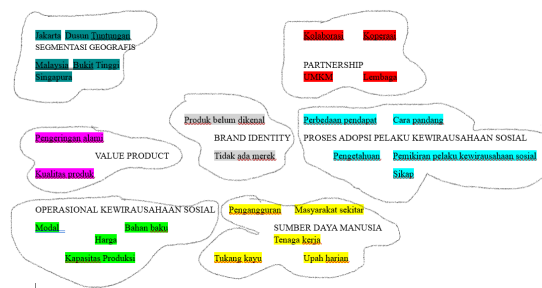 Jakarta Dusun Tuntungan
SEGMENTASI GEOGRAFIS
Malaysia Bukit Tinggi
Singapura
Kolaborasi Koperasi
PARTNERSHIP
UMKM Lembaga
Produk belum dikenal
BRAND IDENTITY
Tidak ada merek
Perbedaan pendapat Cara pandang
PROSES ADOPSI PELAKU KEWIRAUSAHAAN SOSIAL
Pengetahuan Pemikiran pelaku kewirausahaan sosial
Sikap
Pengeringan alami
VALUE PRODUCT
Kualitas produk
OPERASIONAL KEWIRAUSAHAAN SOSIAL
Modal Bahan baku
Harga
Kapasitas Produksi
Pengangguran Masyarakat sekitar
SUMBER DAYA MANUSIA
Tenaga kerja
Tukang kayu Upah harian